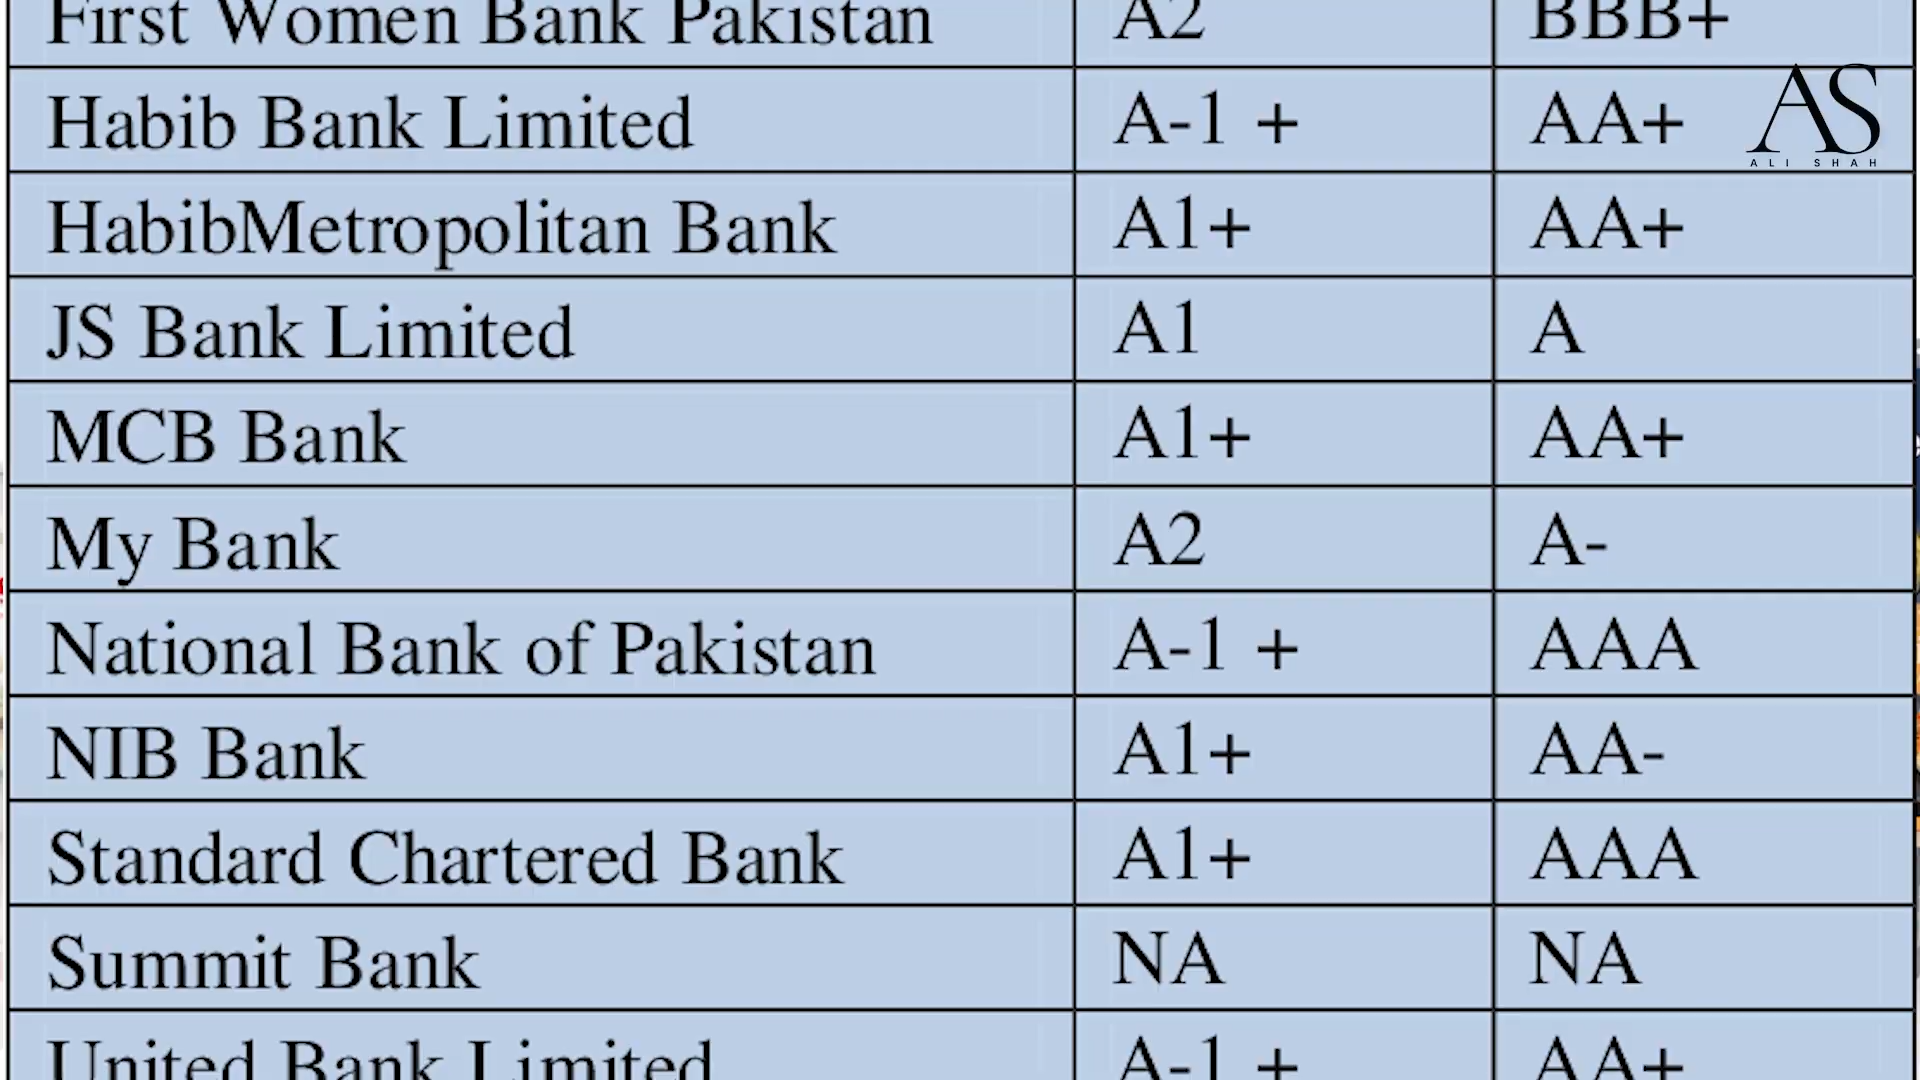 First Women Bank Pakistan A2 BBB+
Habib Bank Limited A-1 + AA+
AS
ALI SHAH
HabibMetropolitan Bank A1+ AA+
JS Bank Limited A1 A
MCB Bank A1+ AA+
My Bank A2 A-
National Bank of Pakistan A-1 + AAA
NIB Bank A1+ AA-
Standard Chartered Bank A1+ AAA
Summit Bank NA NA
United Bank Limited A-1 + AA+